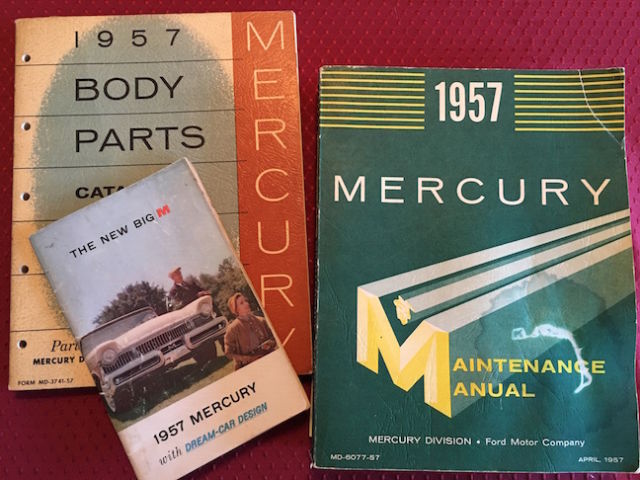 1957
BODY
PARTS
CATA
MERCURY
Part
MERCURY D
FORM MD-3741-57
THE NEW BIG M
1957 MERCURY
with DREAM-CAR DESIGN
1957
MERCURY
MAINTENANCE
MANUAL
MERCURY DIVISION • Ford Motor Company
MD-6077-57
APRIL, 1957